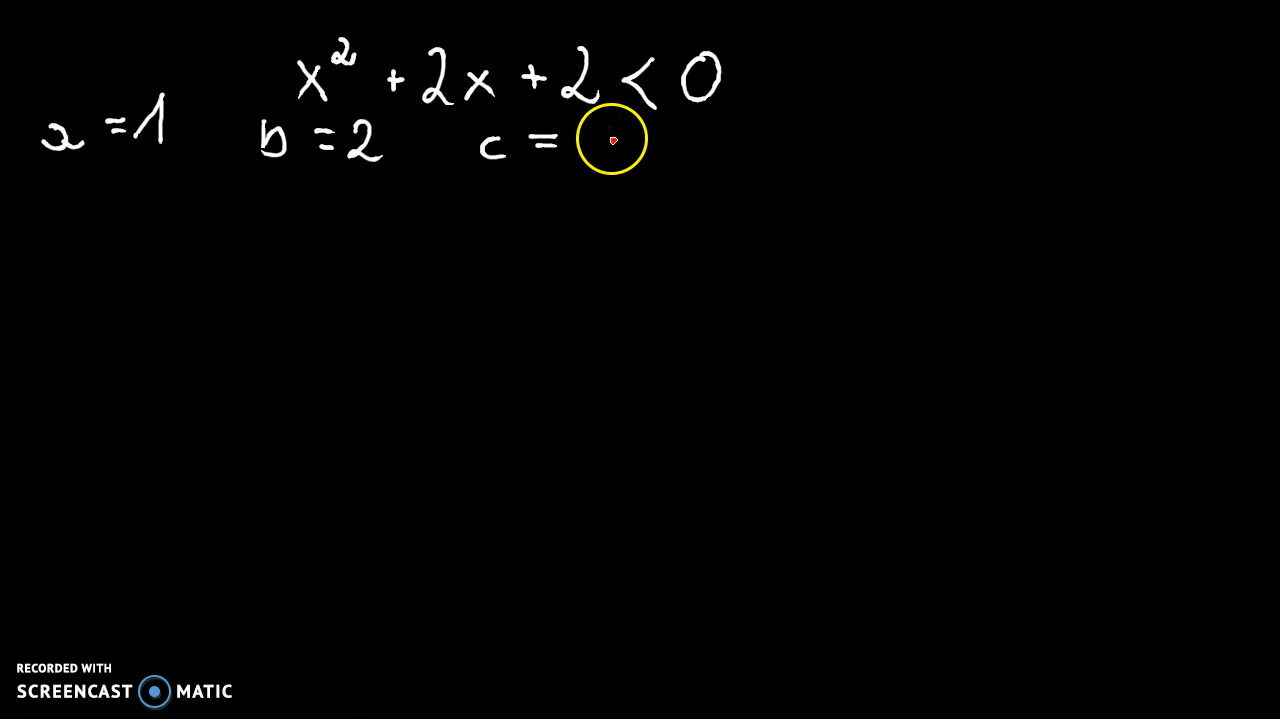 x² + 2x + 2 < 0
a = 1 b = 2 c =
RECORDED WITH
SCREENCAST MATIC